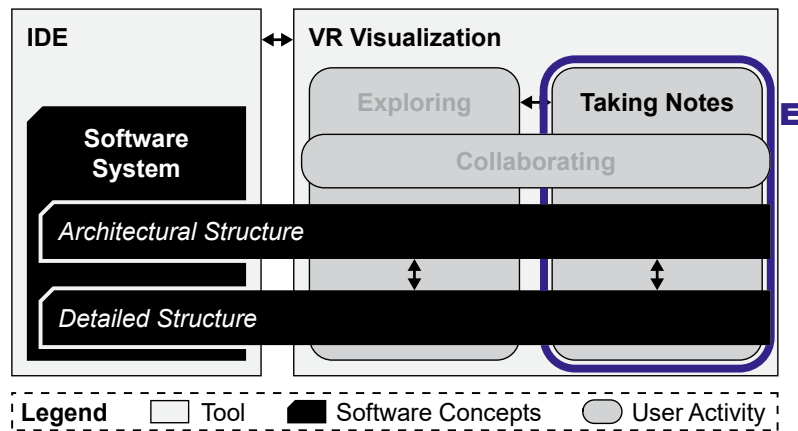 IDE
VR Visualization
Exploring
Taking Notes
E
Software
System
Collaborating
Architectural Structure
Detailed Structure
Legend Tool Software Concepts User Activity